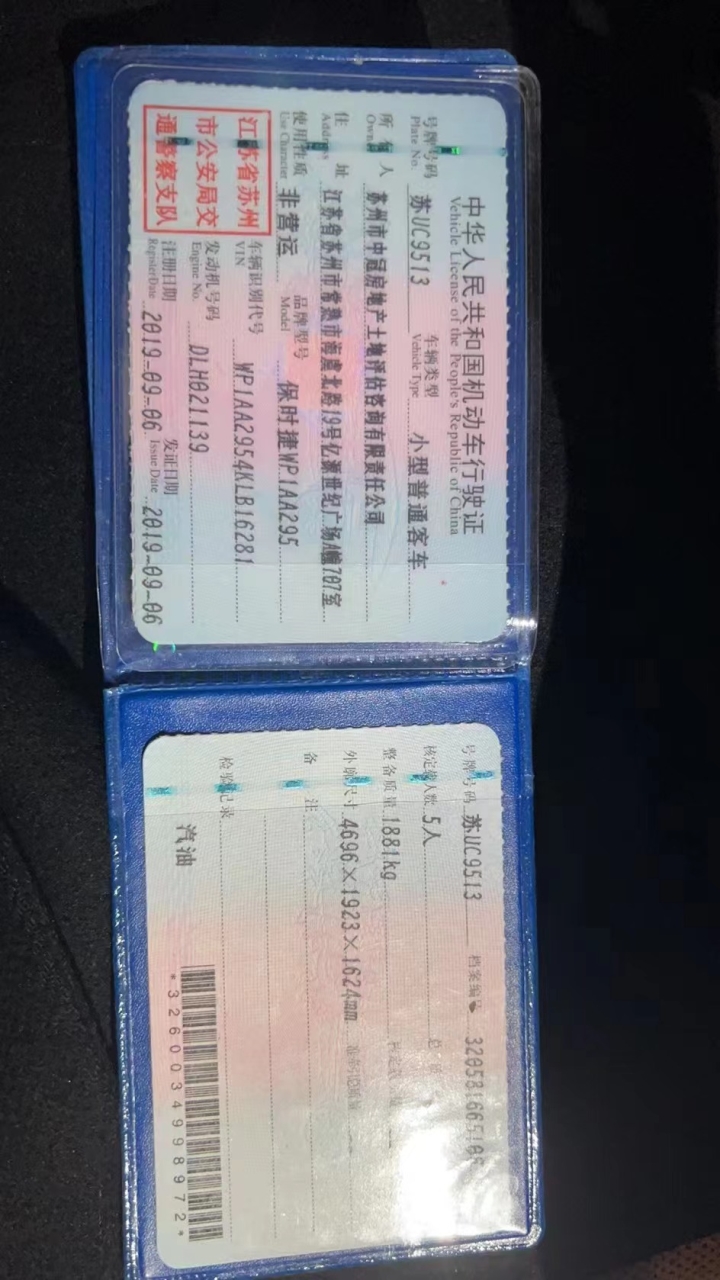 中华人民共和国机动车行驶证
Vehicle License of the People's Republic of China
号牌号码 苏UC9513 车辆类型 小型普通客车
Plate No. Vehicle Type
所有人 苏州市中冠房地产土地评估咨询有限责任公司
Owner
住址 江苏省苏州市常熟市海虞北路19号亿源世纪广场A幢707室
Address
使用性质 非营运 品牌型号 保时捷WP1AA295
Use Character Model
江苏省苏州
市公安局交
通警察支队
车辆识别代号 WP1AA2954KLB16281
VIN
发动机号码 DLH021139
Engine No.
注册日期 2019-09-06 发证日期 2019-09-06
Register Date Issue Date
号牌号码 苏UC9513 档案编号
核定载人数 5人 总质量
整备质量 1881kg
外廓尺寸 4696×1923×1624mm
备注
检验记录
汽油
*3260034998972*